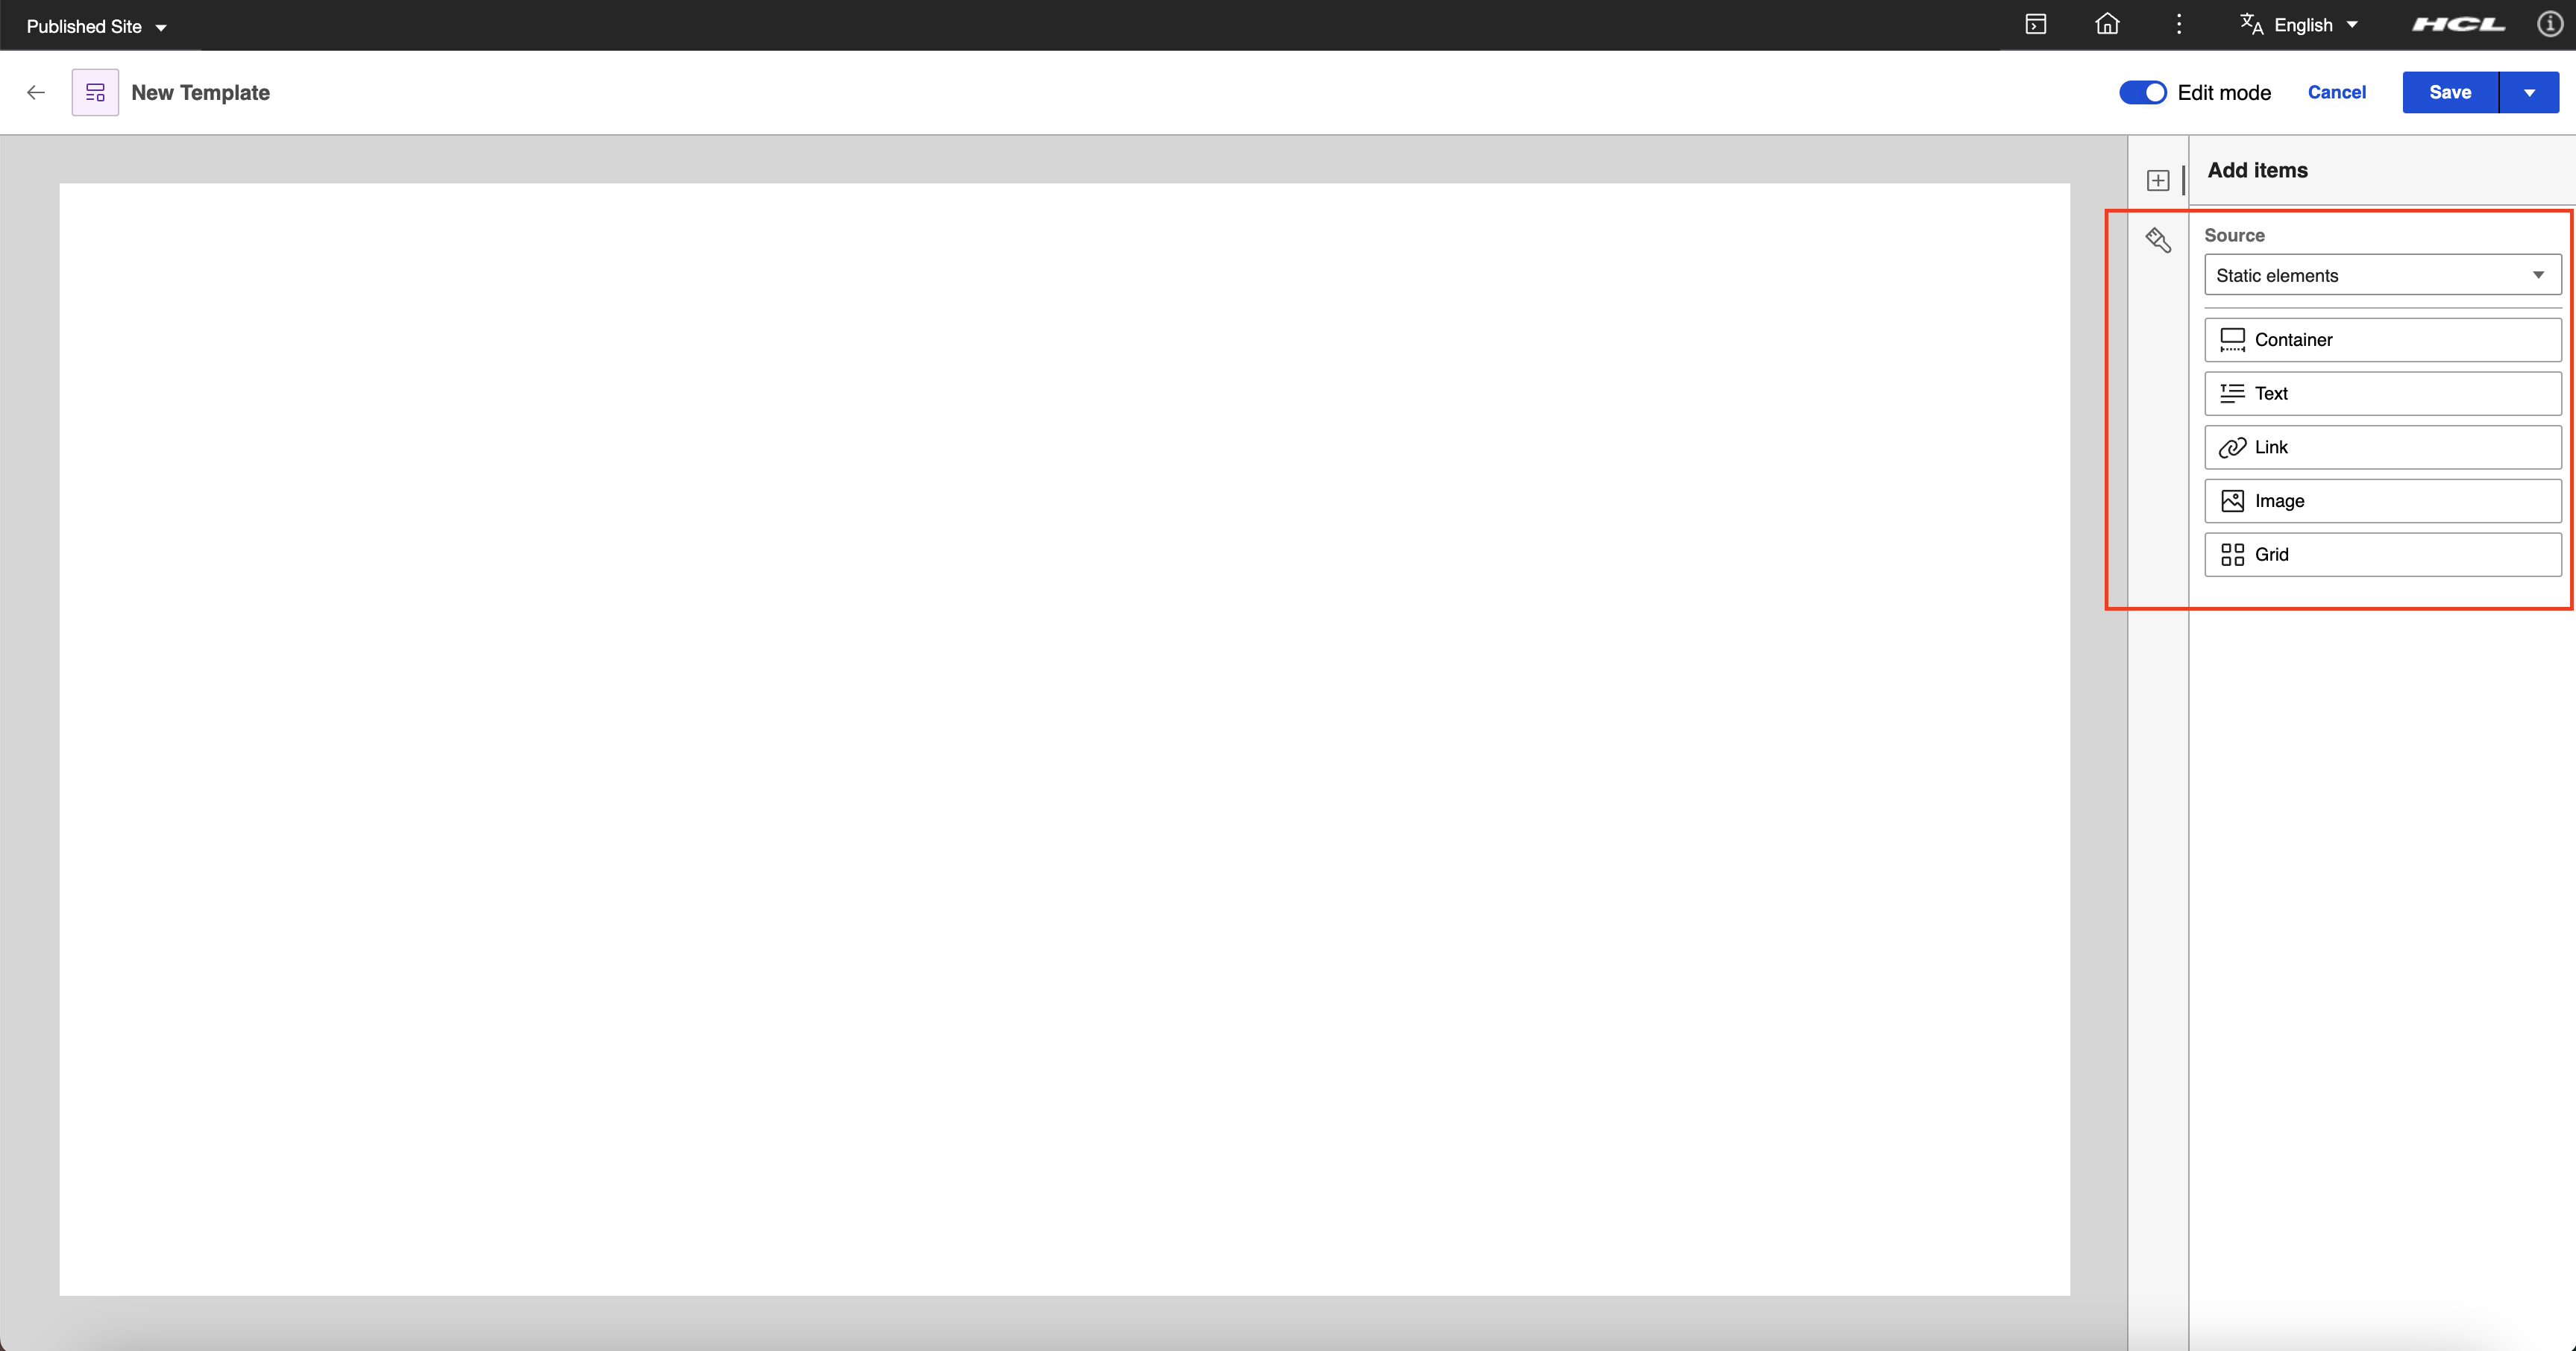 Published Site
English
HCL
New Template
Edit mode
Cancel
Save
Add items
Source
Static elements
Container
Text
Link
Image
Grid